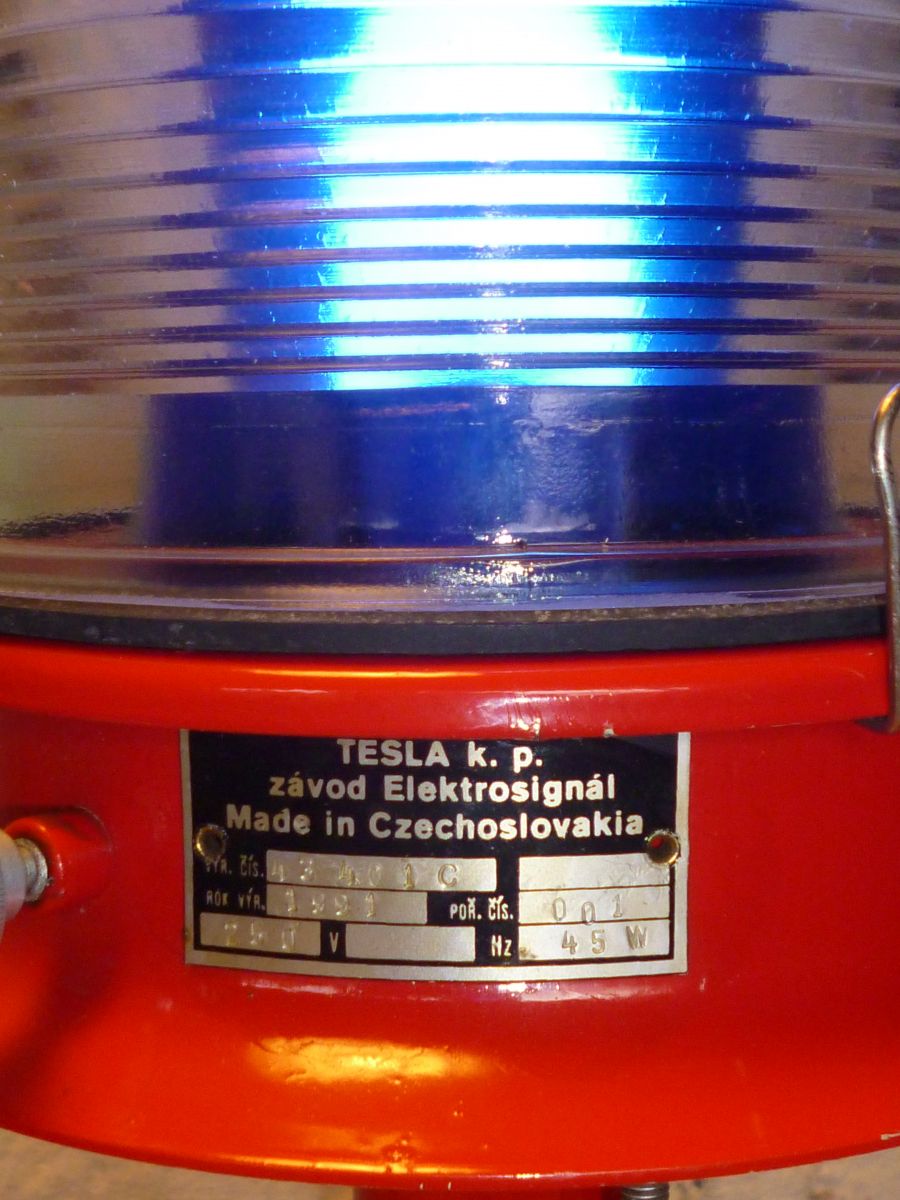 TESLA k. p.
závod Elektrosignál
Made in Czechoslovakia
VÝR. ČÍS. 43401C
ROK VÝR. 1991 POŘ. ČÍS. 001
V Hz 45 W